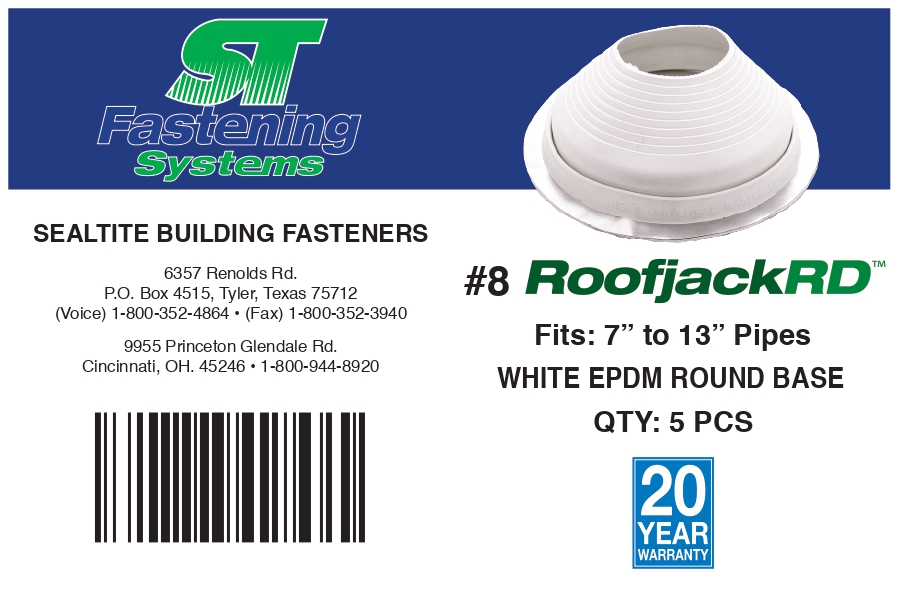 ST
Fastening
Systems
SEALTITE BUILDING FASTENERS
6357 Renolds Rd.
P.O. Box 4515, Tyler, Texas 75712
(Voice) 1-800-352-4864 • (Fax) 1-800-352-3940
9955 Princeton Glendale Rd.
Cincinnati, OH. 45246 • 1-800-944-8920
#8 RoofjackRD™
Fits: 7” to 13” Pipes
WHITE EPDM ROUND BASE
QTY: 5 PCS
20
YEAR
WARRANTY